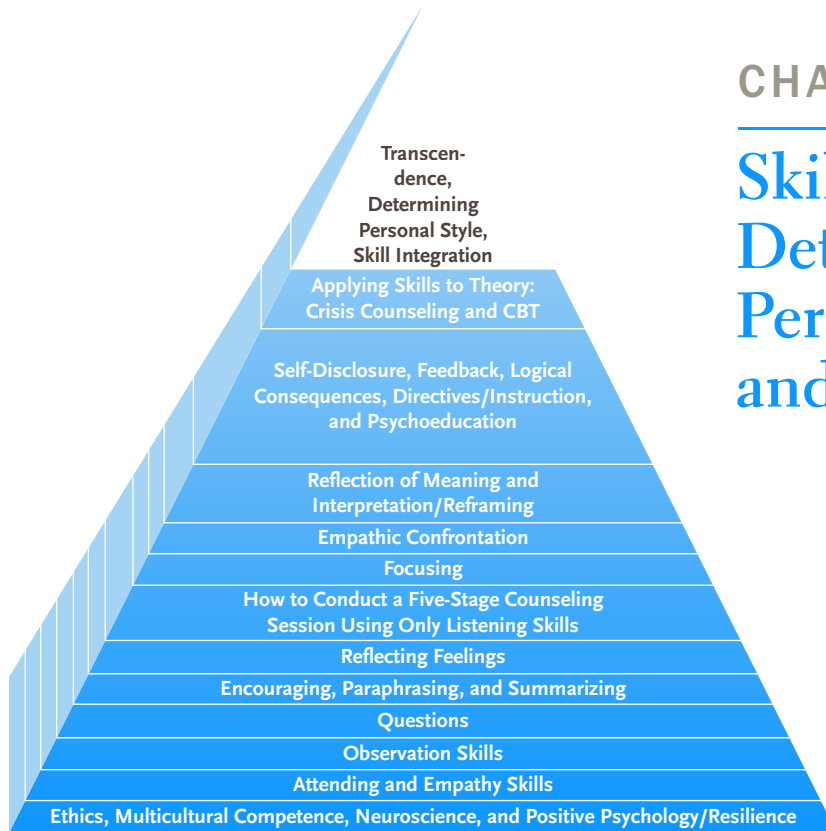 CHA
Skil
Det
Per
and
Transcen-
dence,
Determining
Personal Style,
Skill Integration
Applying Skills to Theory:
Crisis Counseling and CBT
Self-Disclosure, Feedback, Logical
Consequences, Directives/Instruction,
and Psychoeducation
Reflection of Meaning and
Interpretation/Reframing
Empathic Confrontation
Focusing
How to Conduct a Five-Stage Counseling
Session Using Only Listening Skills
Reflecting Feelings
Encouraging, Paraphrasing, and Summarizing
Questions
Observation Skills
Attending and Empathy Skills
Ethics, Multicultural Competence, Neuroscience, and Positive Psychology/Resilience